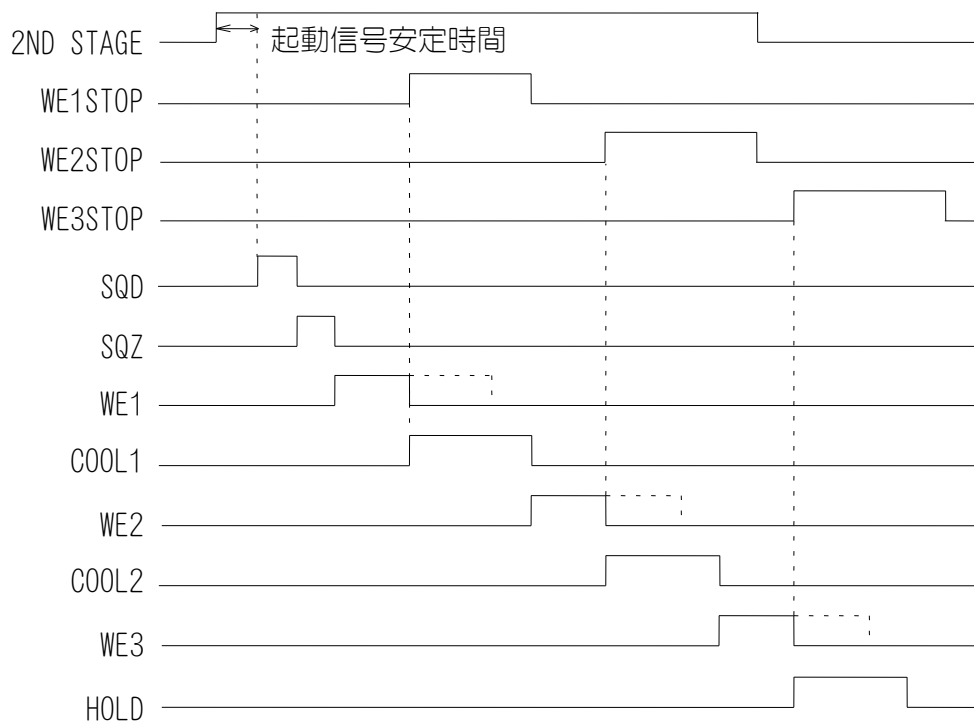 2ND STAGE
起動信号安定時間
WE1STOP
WE2STOP
WE3STOP
SQD
SQZ
WE1
COOL1
WE2
COOL2
WE3
HOLD